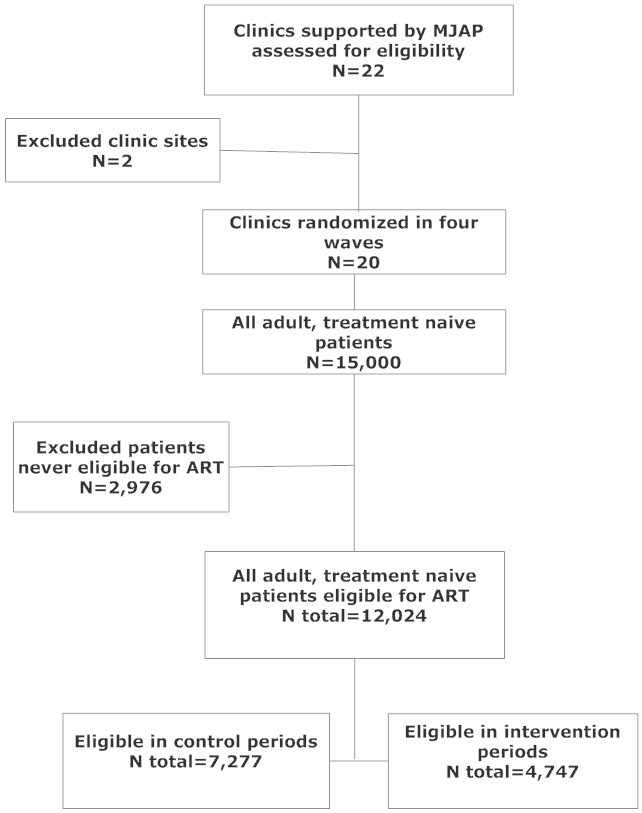 Clinics supported by MJAP
assessed for eligibility
N=22
Excluded clinic sites
N=2
Clinics randomized in four
waves
N=20
All adult, treatment naive
patients
N=15,000
Excluded patients
never eligible for ART
N=2,976
All adult, treatment naive
patients eligible for ART
N total=12,024
Eligible in control periods
N total=7,277
Eligible in intervention
periods
N total=4,747